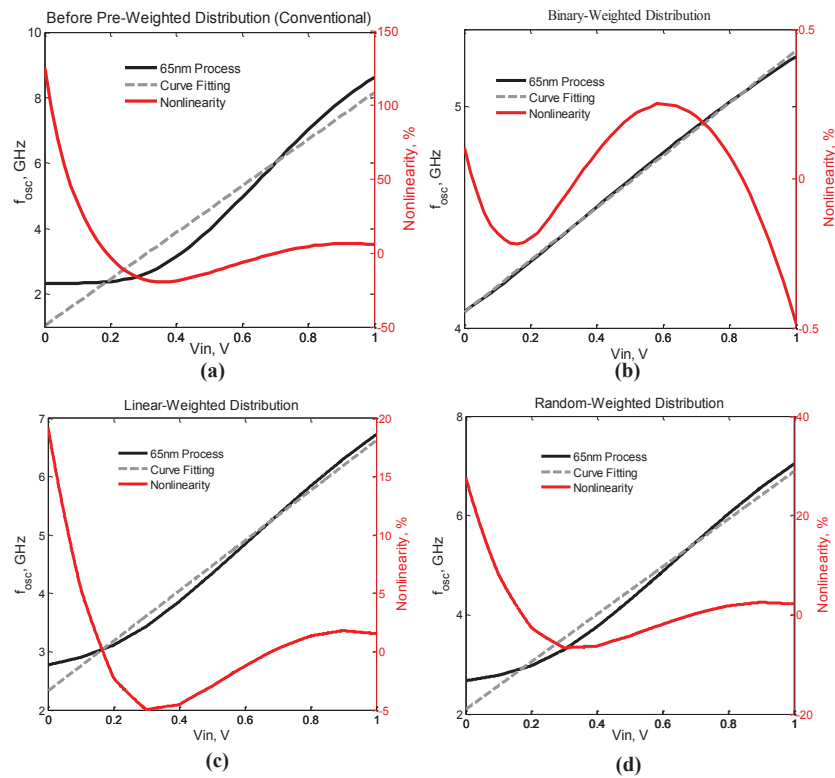 Before Pre-Weighted Distribution (Conventional)
10
8
6
4
2
150
100
50
0
-50
65nm Process
Curve Fitting
Nonlinearity
f_osc, GHz
Nonlinearity, %
0
0.2
0.4
0.6
0.8
1
Vin, V
(a)
Binary-Weighted Distribution
5
4
0.5
0
-0.5
65nm Process
Curve Fitting
Nonlinearity
f_osc, GHz
Nonlinearity, %
0
0.2
0.4
0.6
0.8
1
Vin, V
(b)
Linear-Weighted Distribution
7
6
5
4
3
2
20
15
10
5
0
-5
65nm Process
Curve Fitting
Nonlinearity
f_osc, GHz
Nonlinearity, %
0
0.2
0.4
0.6
0.8
1
Vin, V
(c)
Random-Weighted Distribution
8
6
4
2
40
20
0
-20
65nm Process
Curve Fitting
Nonlinearity
f_osc, GHz
Nonlinearity, %
0
0.2
0.4
0.6
0.8
1
Vin, V
(d)